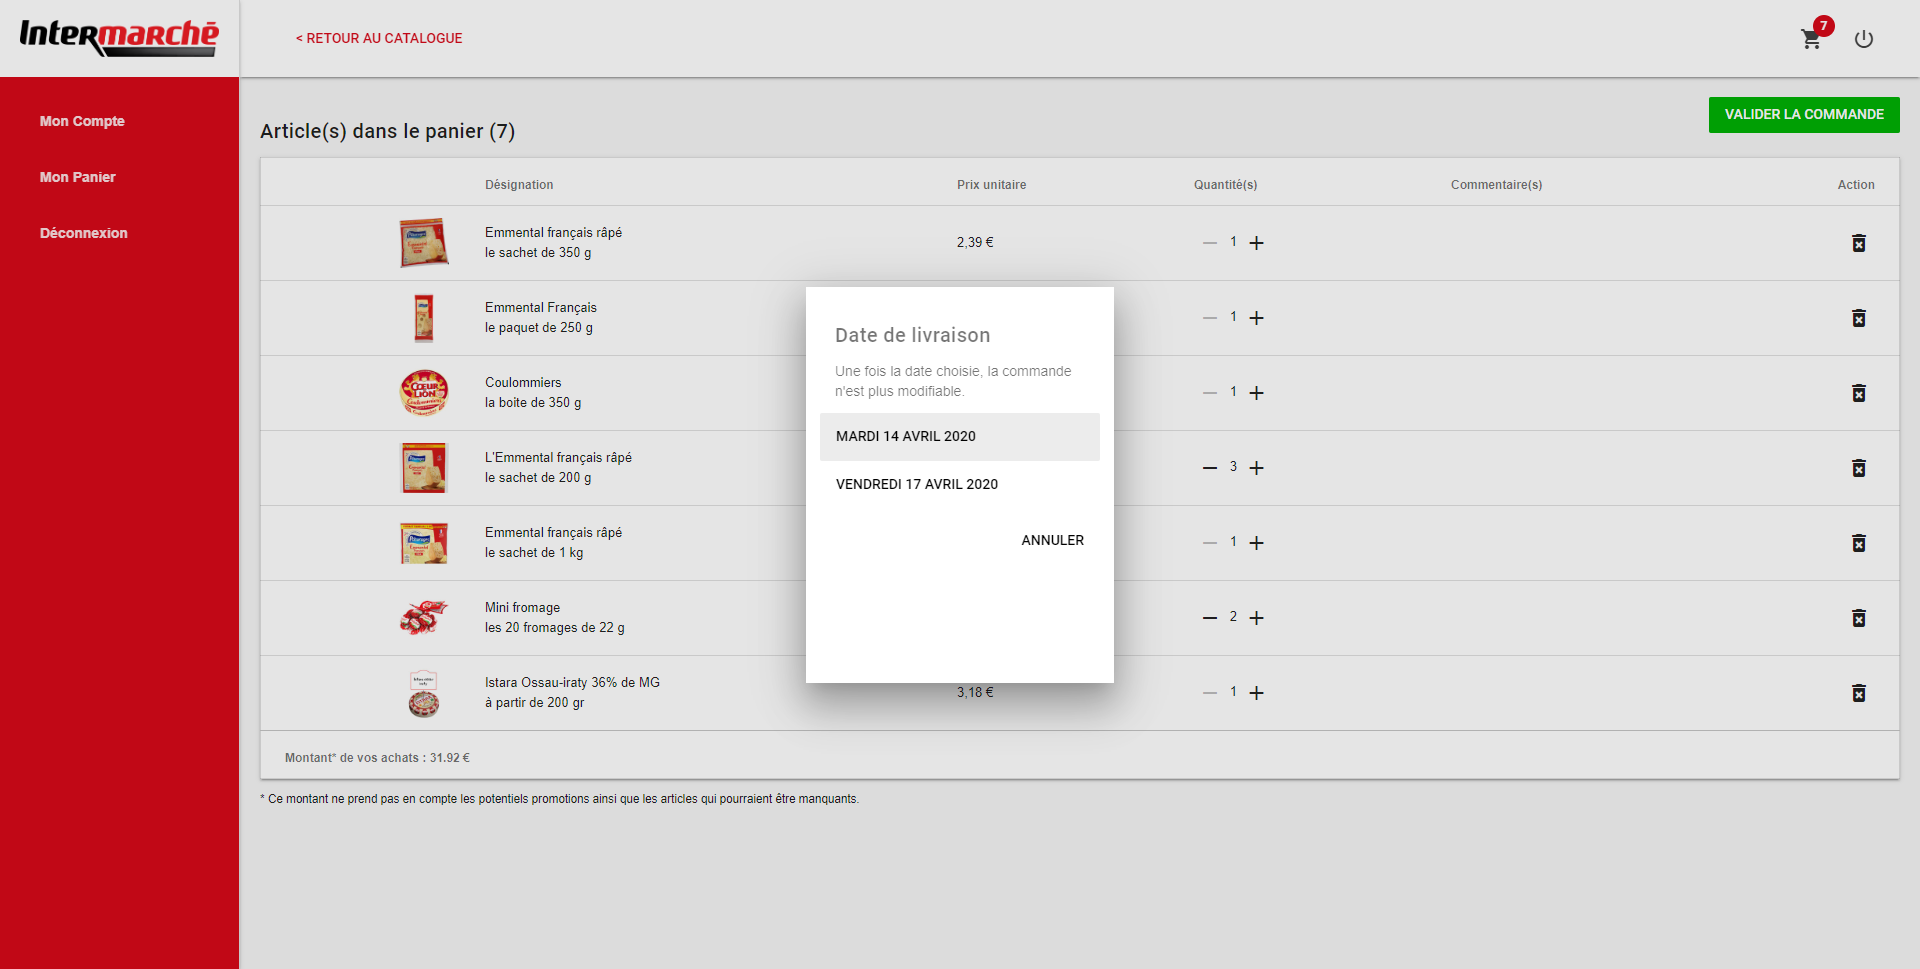 Intermarché
< RETOUR AU CATALOGUE
7
Mon Compte
Mon Panier
Déconnexion
Article(s) dans le panier (7)
VALIDER LA COMMANDE
Désignation Prix unitaire Quantité(s) Commentaire(s) Action
Emmental français râpé
le sachet de 350 g
2,39 €
1
Emmental Français
le paquet de 250 g
1
CŒUR
LION
Coulommiers
la boite de 350 g
1
L'Emmental français râpé
le sachet de 200 g
3
Emmental français râpé
le sachet de 1 kg
1
Mini fromage
les 20 fromages de 22 g
2
Istara Ossau-iraty 36% de MG
à partir de 200 gr
3,18 €
1
Montant* de vos achats : 31.92 €
* Ce montant ne prend pas en compte les potentiels promotions ainsi que les articles qui pourraient être manquants.
Date de livraison
Une fois la date choisie, la commande
n'est plus modifiable.
MARDI 14 AVRIL 2020
VENDREDI 17 AVRIL 2020
ANNULER